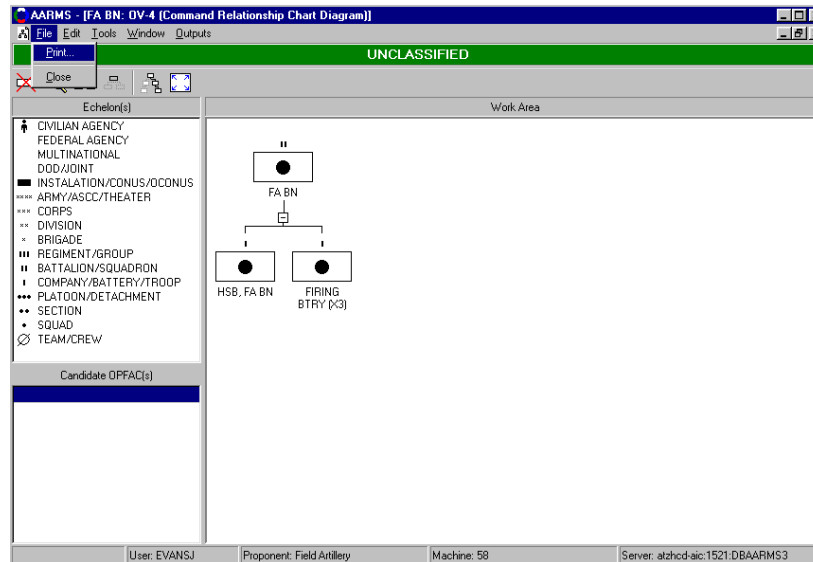 AARMS - [FA BN: OV-4 (Command Relationship Chart Diagram)]
File Edit Tools Window Outputs
Print...
Close
UNCLASSIFIED
Echelon(s)
CIVILIAN AGENCY
FEDERAL AGENCY
MULTINATIONAL
DOD/JOINT
INSTALATION/CONUS/OCONUS
ARMY/ASCC/THEATER
CORPS
DIVISION
BRIGADE
REGIMENT/GROUP
BATTALION/SQUADRON
COMPANY/BATTERY/TROOP
PLATOON/DETACHMENT
SECTION
SQUAD
TEAM/CREW
Candidate OPFAC(s)
Work Area
FA BN
HSB, FA BN
FIRING
BTRY (X3)
User: EVANSJ
Proponent: Field Artillery
Machine: 58
Server: atzhcd-aic:1521:DBAARMS3